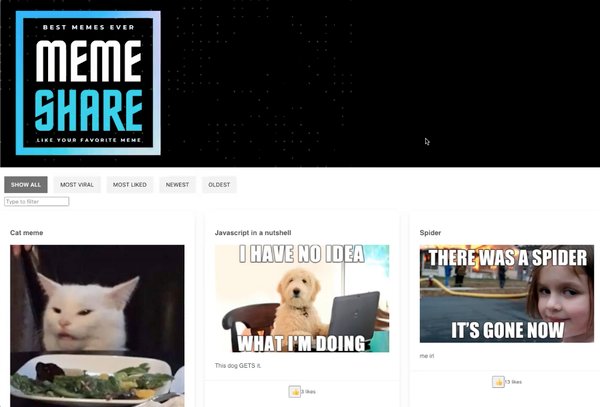 BEST MEMES EVER
MEME
SHARE
LIKE YOUR FAVORITE MEME.
SHOW ALL
MOST VIRAL
MOST LIKED
NEWEST
OLDEST
Type to filter
Cat meme
Javascript in a nutshell
I HAVE NO IDEA
WHAT I'M DOING
This dog GETS it.
3 likes
Spider
THERE WAS A SPIDER
IT'S GONE NOW
me irl
13 likes